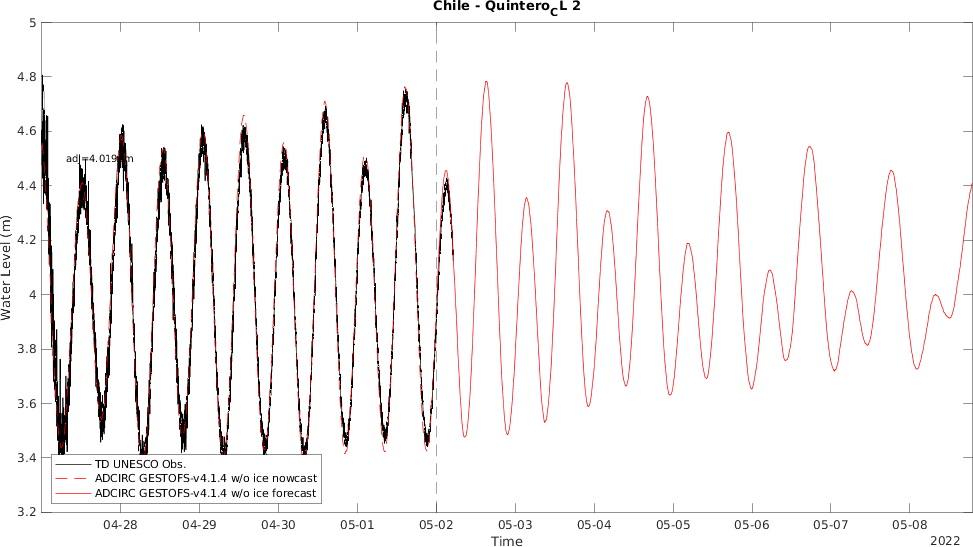 Chile - QuinteroCL 2
5
4.8
4.6
4.4
4.2
4
3.8
3.6
3.4
3.2
Water Level (m)
adj=4.019 m
TD UNESCO Obs.
ADCIRC GESTOFS-v4.1.4 w/o ice nowcast
ADCIRC GESTOFS-v4.1.4 w/o ice forecast
04-28 04-29 04-30 05-01 05-02 05-03 05-04 05-05 05-06 05-07 05-08
Time
2022